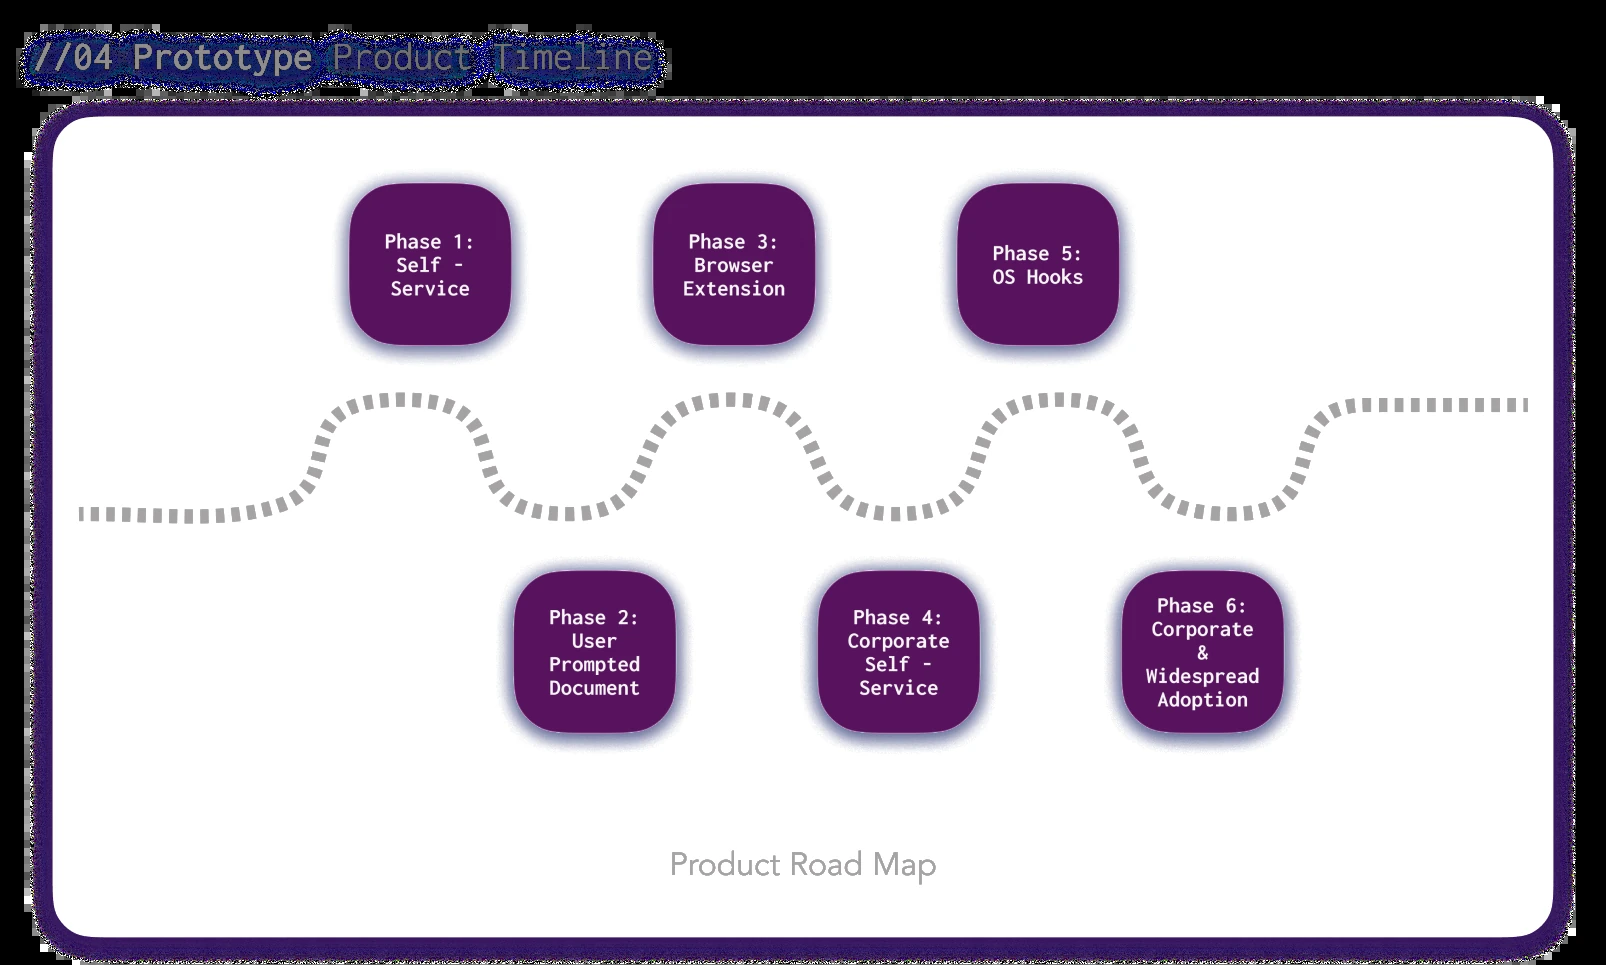 //04 Prototype Product Timeline
Phase 1:
Self -
Service
Phase 3:
Browser
Extension
Phase 5:
OS Hooks
Phase 2:
User
Prompted
Document
Phase 4:
Corporate
Self -
Service
Phase 6:
Corporate
&
Widespread
Adoption
Product Road Map